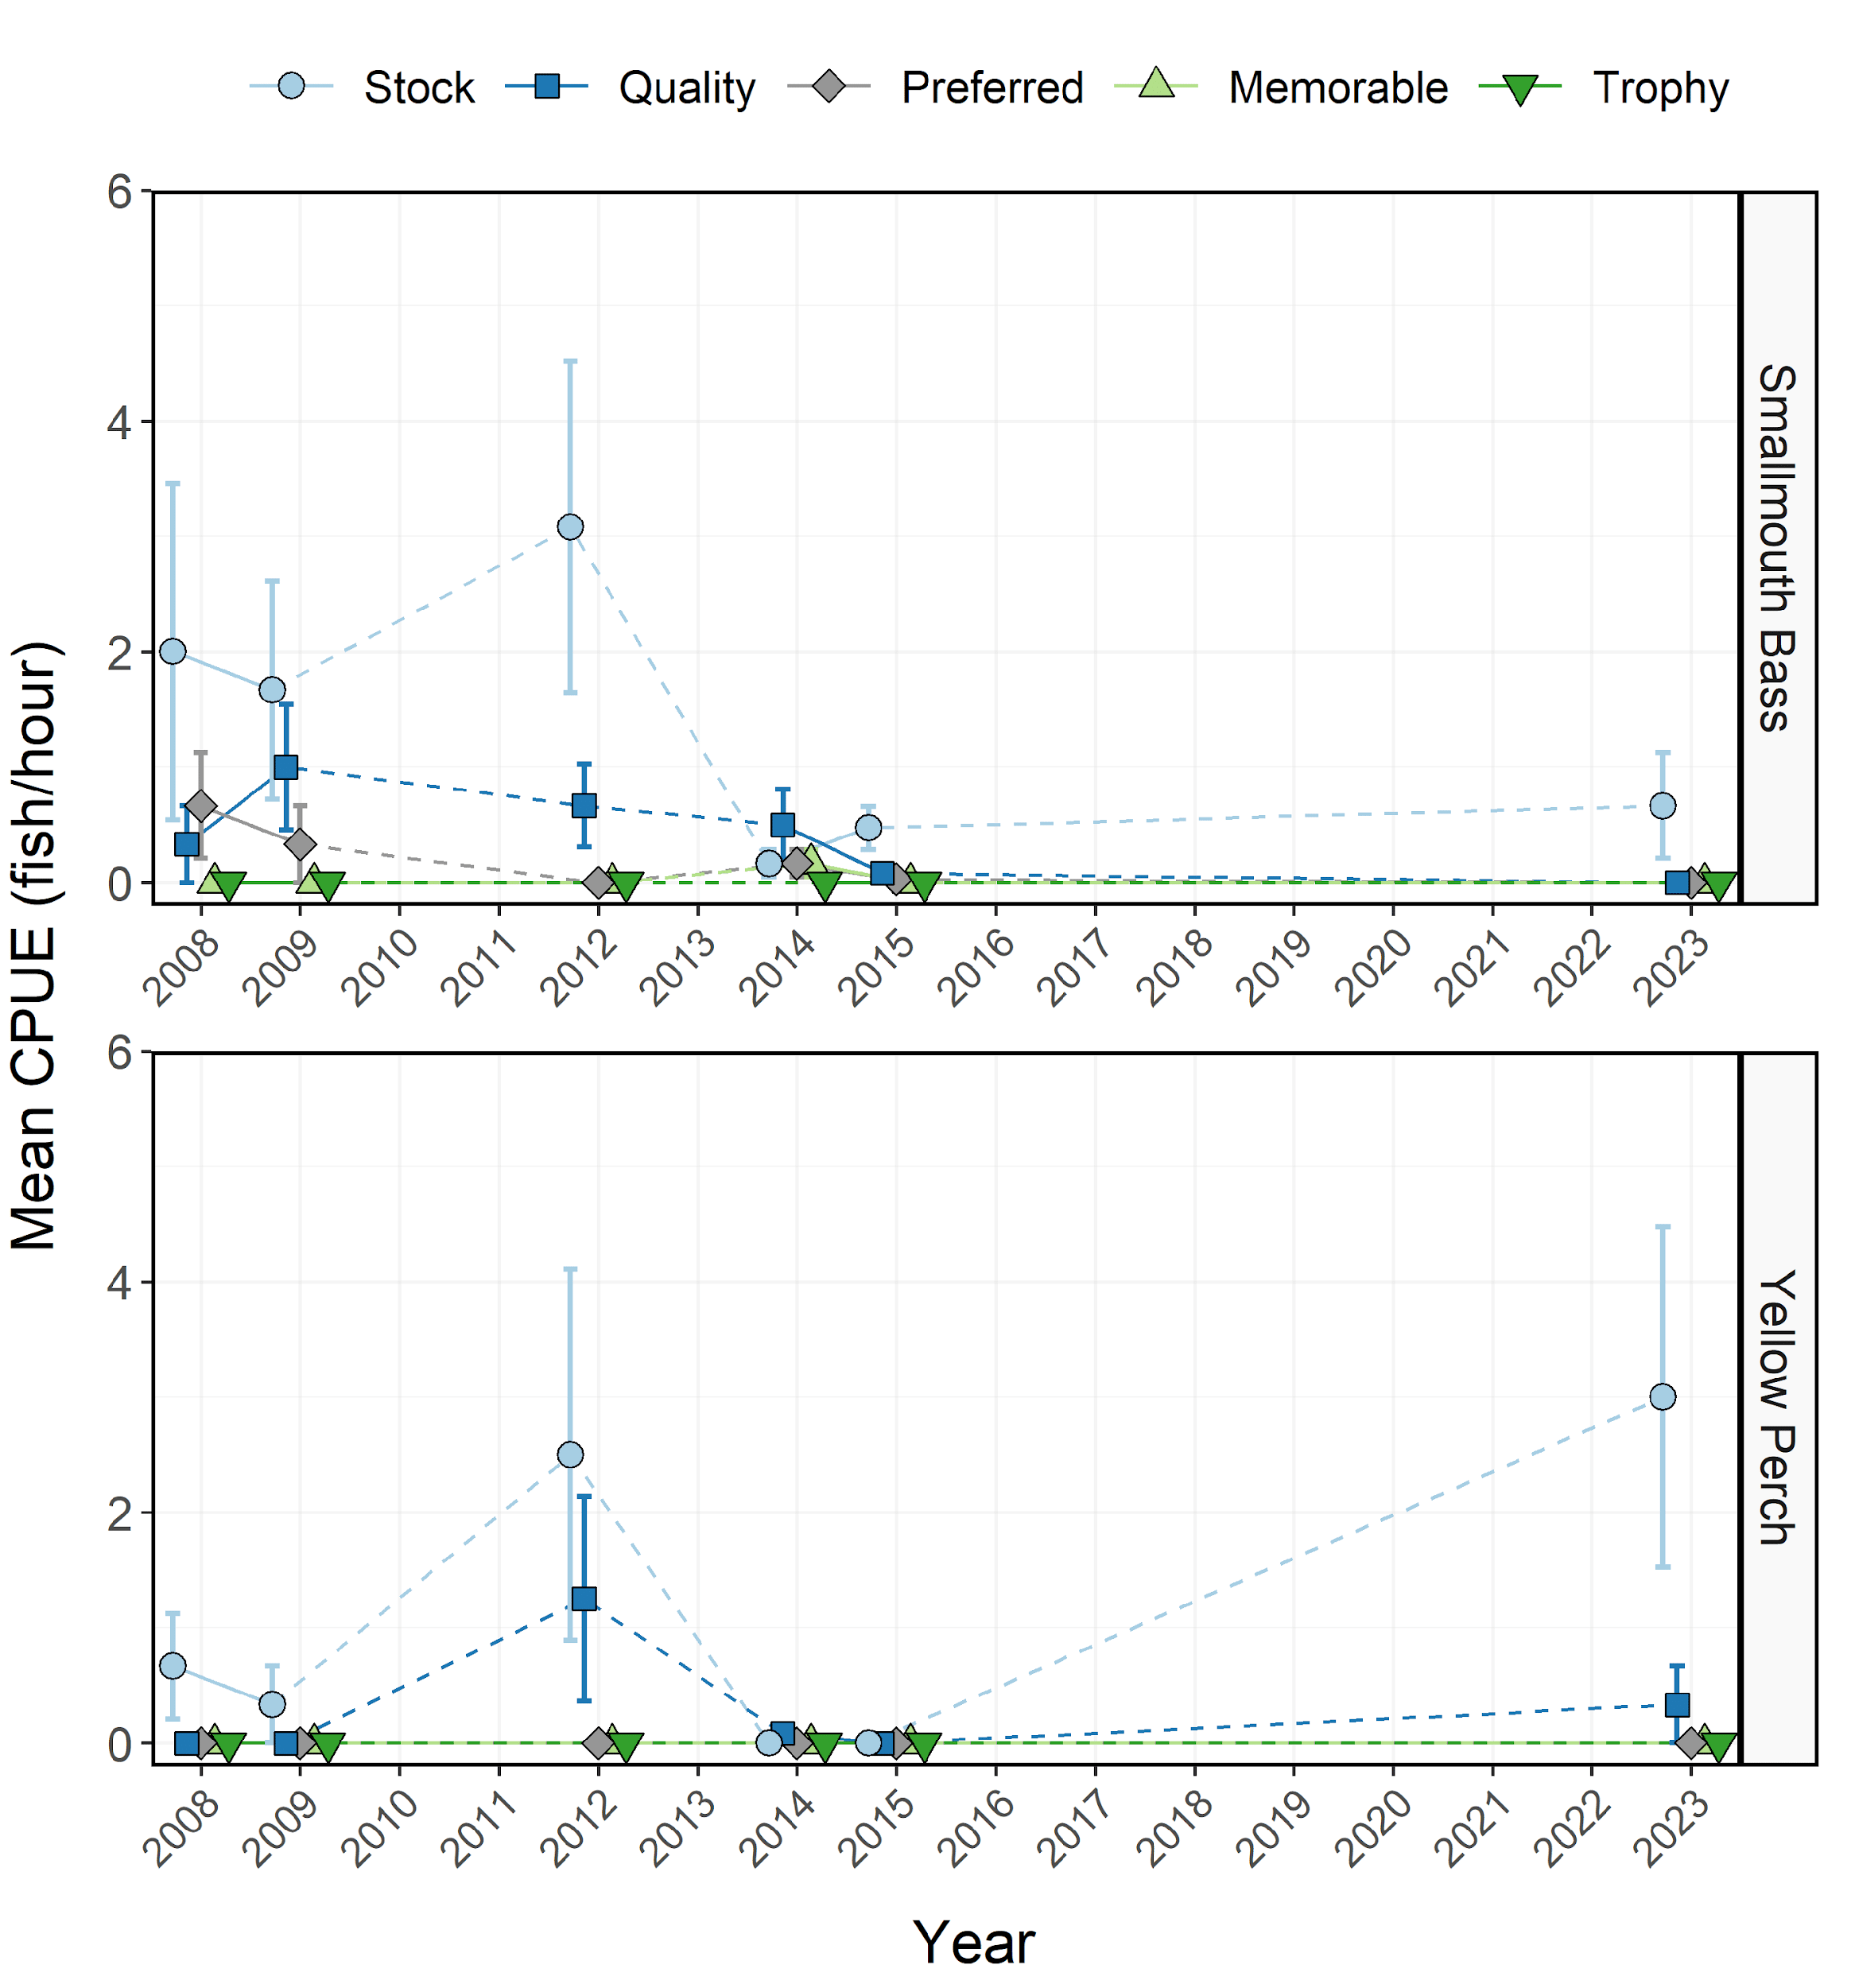 Stock Quality Preferred Memorable Trophy
Mean CPUE (fish/hour)
6
4
2
0
Smallmouth Bass
2008 2009 2010 2011 2012 2013 2014 2015 2016 2017 2018 2019 2020 2021 2022 2023
6
4
2
0
Yellow Perch
2008 2009 2010 2011 2012 2013 2014 2015 2016 2017 2018 2019 2020 2021 2022 2023
Year